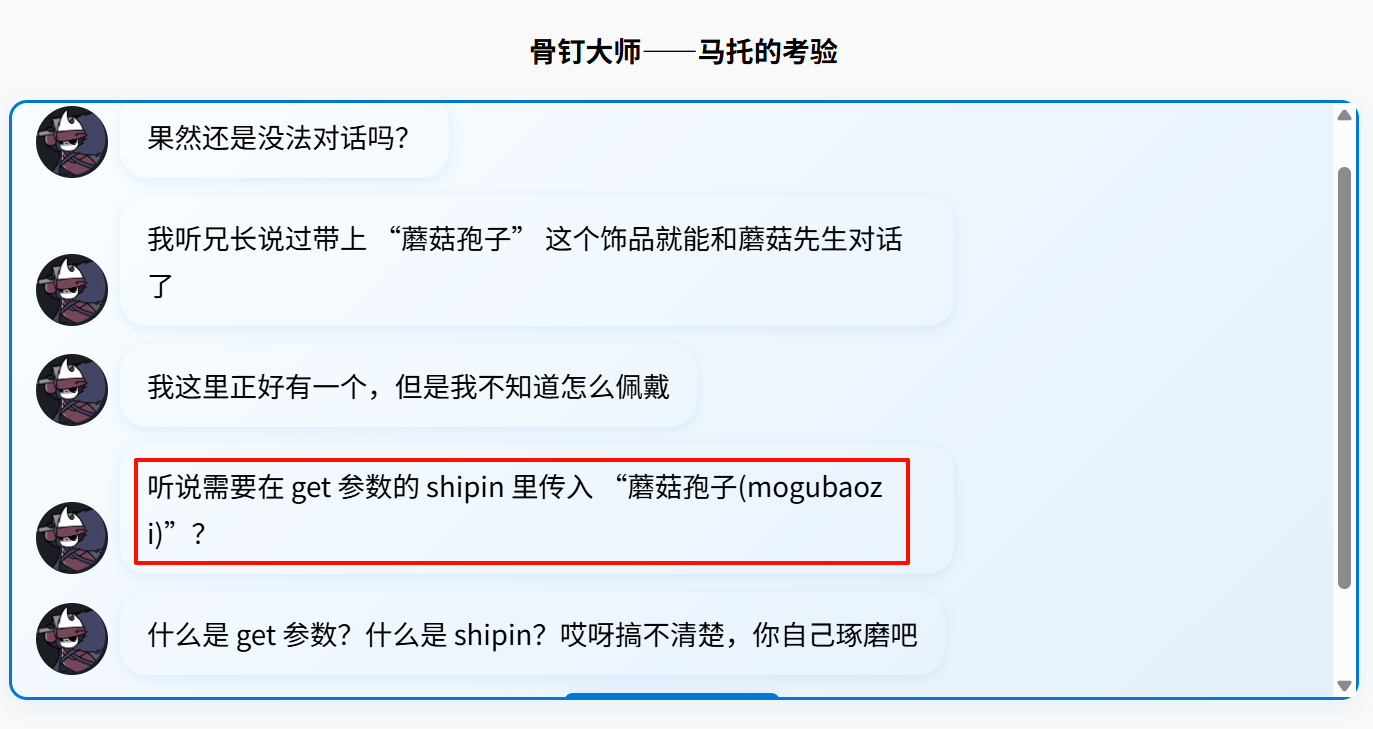 骨钉大师——马托的考验
果然还是没法对话吗？
我听兄长说过带上 “蘑菇孢子” 这个饰品就能和蘑菇先生对话
了
我这里正好有一个，但是我不知道怎么佩戴
听说需要在 get 参数的 shipin 里传入 “蘑菇孢子(mogubaoz
i)”？
什么是 get 参数？什么是 shipin？哎呀搞不清楚，你自己琢磨吧